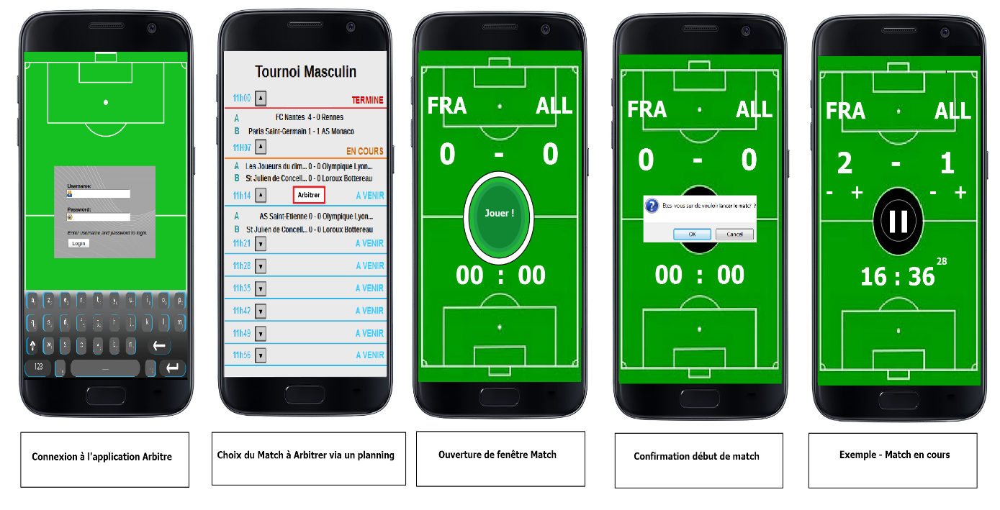 Username:
Password:
Enter username and password to login.
Login
123
Tournoi Masculin
11h00 ▲ TERMINE
A FC Nantes 4 - 0 Rennes
B Paris Saint-Germain 1 - 1 AS Monaco
11H07 ▲ EN COURS
A Les Joueurs du dim... 0 - 0 Olympique Lyon...
B St Julien de Concell... 0 - 0 Loroux Bottereau
11h14 ▲ Arbitrer A VENIR
A AS Saint-Etienne 0 - 0 Olympique Lyon...
B St Julien de Concell... 0 - 0 Loroux Bottereau
11h21 ▼ A VENIR
11h28 ▼ A VENIR
11h35 ▼ A VENIR
11h42 ▼ A VENIR
11h49 ▼ A VENIR
11h56 ▼ A VENIR
FRA ALL
0 - 0
Jouer !
00 : 00
FRA ALL
0 - 0
Êtes-vous sur de vouloir lancer le match ?
OK Cancel
00 : 00
FRA ALL
2 - 1
- + - +
16 : 36 28
Connexion à l'application Arbitre
Choix du Match à Arbitrer via un planning
Ouverture de fenêtre Match
Confirmation début de match
Exemple - Match en cours